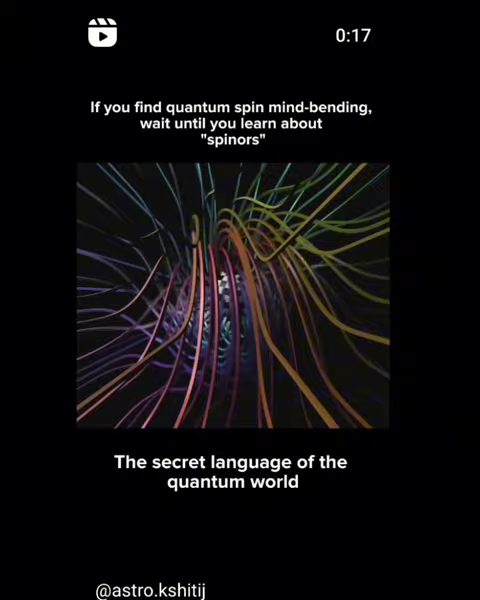 0:17
If you find quantum spin mind-bending,
wait until you learn about
"spinors"
The secret language of the
quantum world
@astro.kshitij